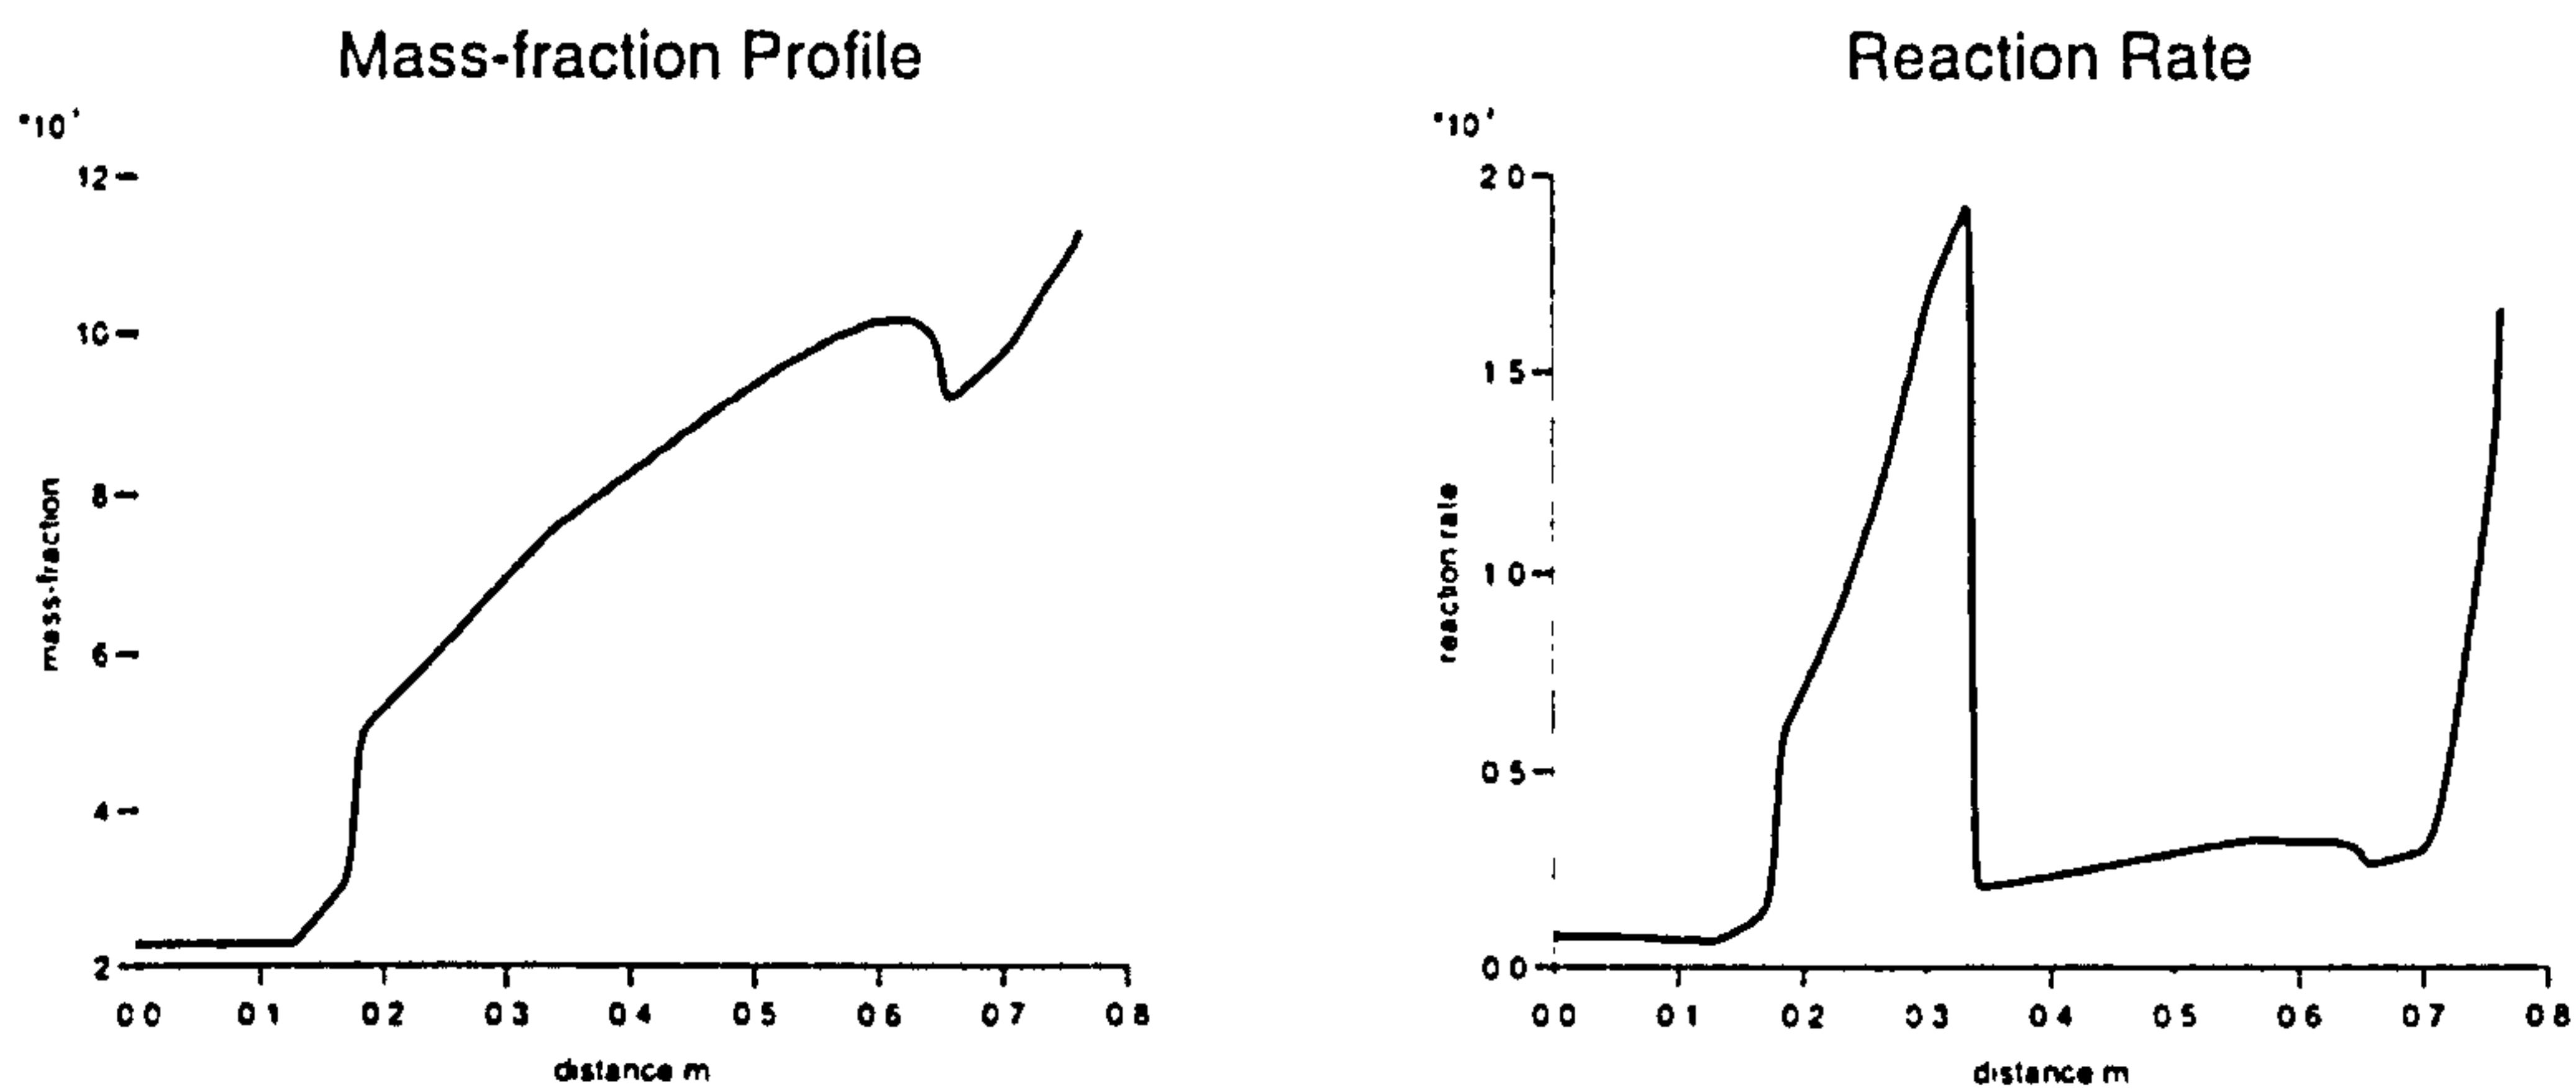 Mass-fraction Profile
12
10
8
6
4
2
mass-fraction
0.0 0.1 0.2 0.3 0.4 0.5 0.6 0.7 0.8
distance m
Reaction Rate
2.0
1.5
1.0
0.5
0.0
reaction rate
0.0 0.1 0.2 0.3 0.4 0.5 0.6 0.7 0.8
distance m